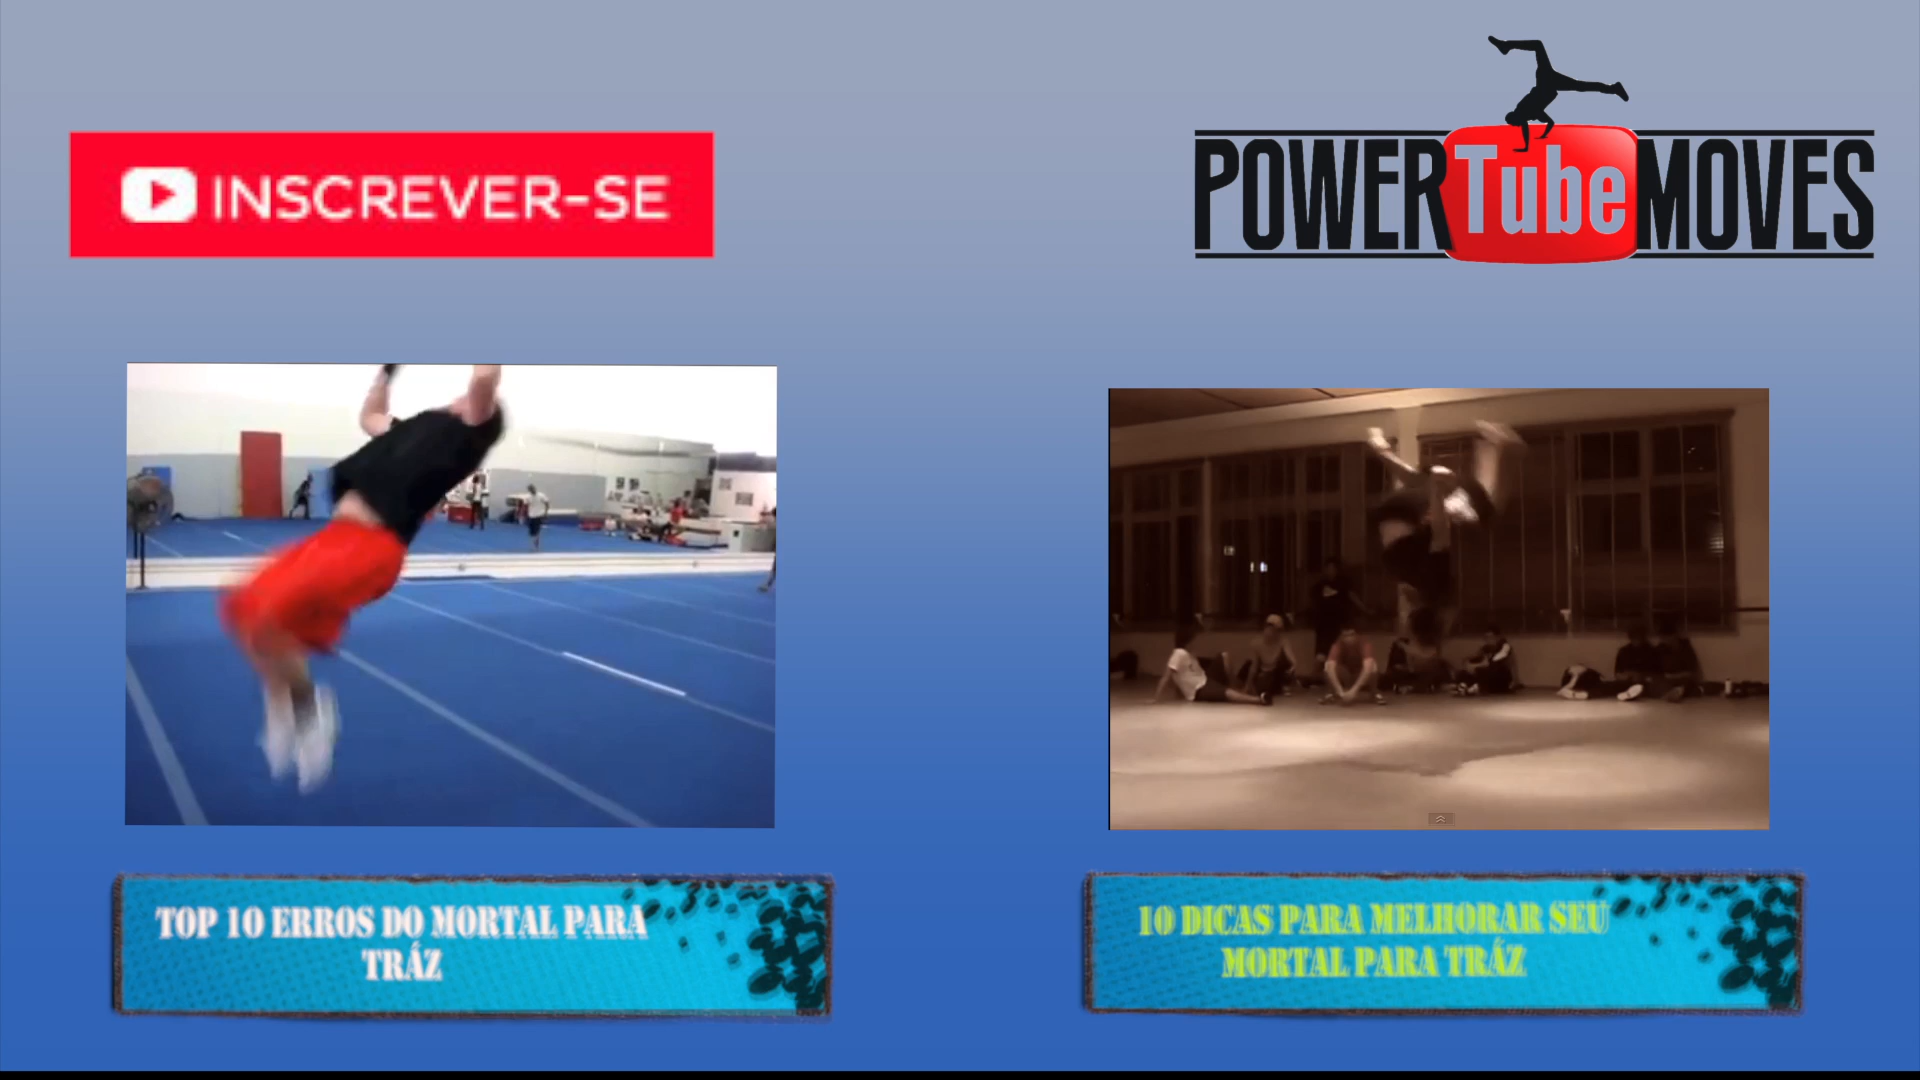 INSCREVER-SE
POWER Tube MOVES
TOP 10 ERROS DO MORTAL PARA
TRÁZ
10 DICAS PARA MELHORAR SEU
MORTAL PARA TRÁZ